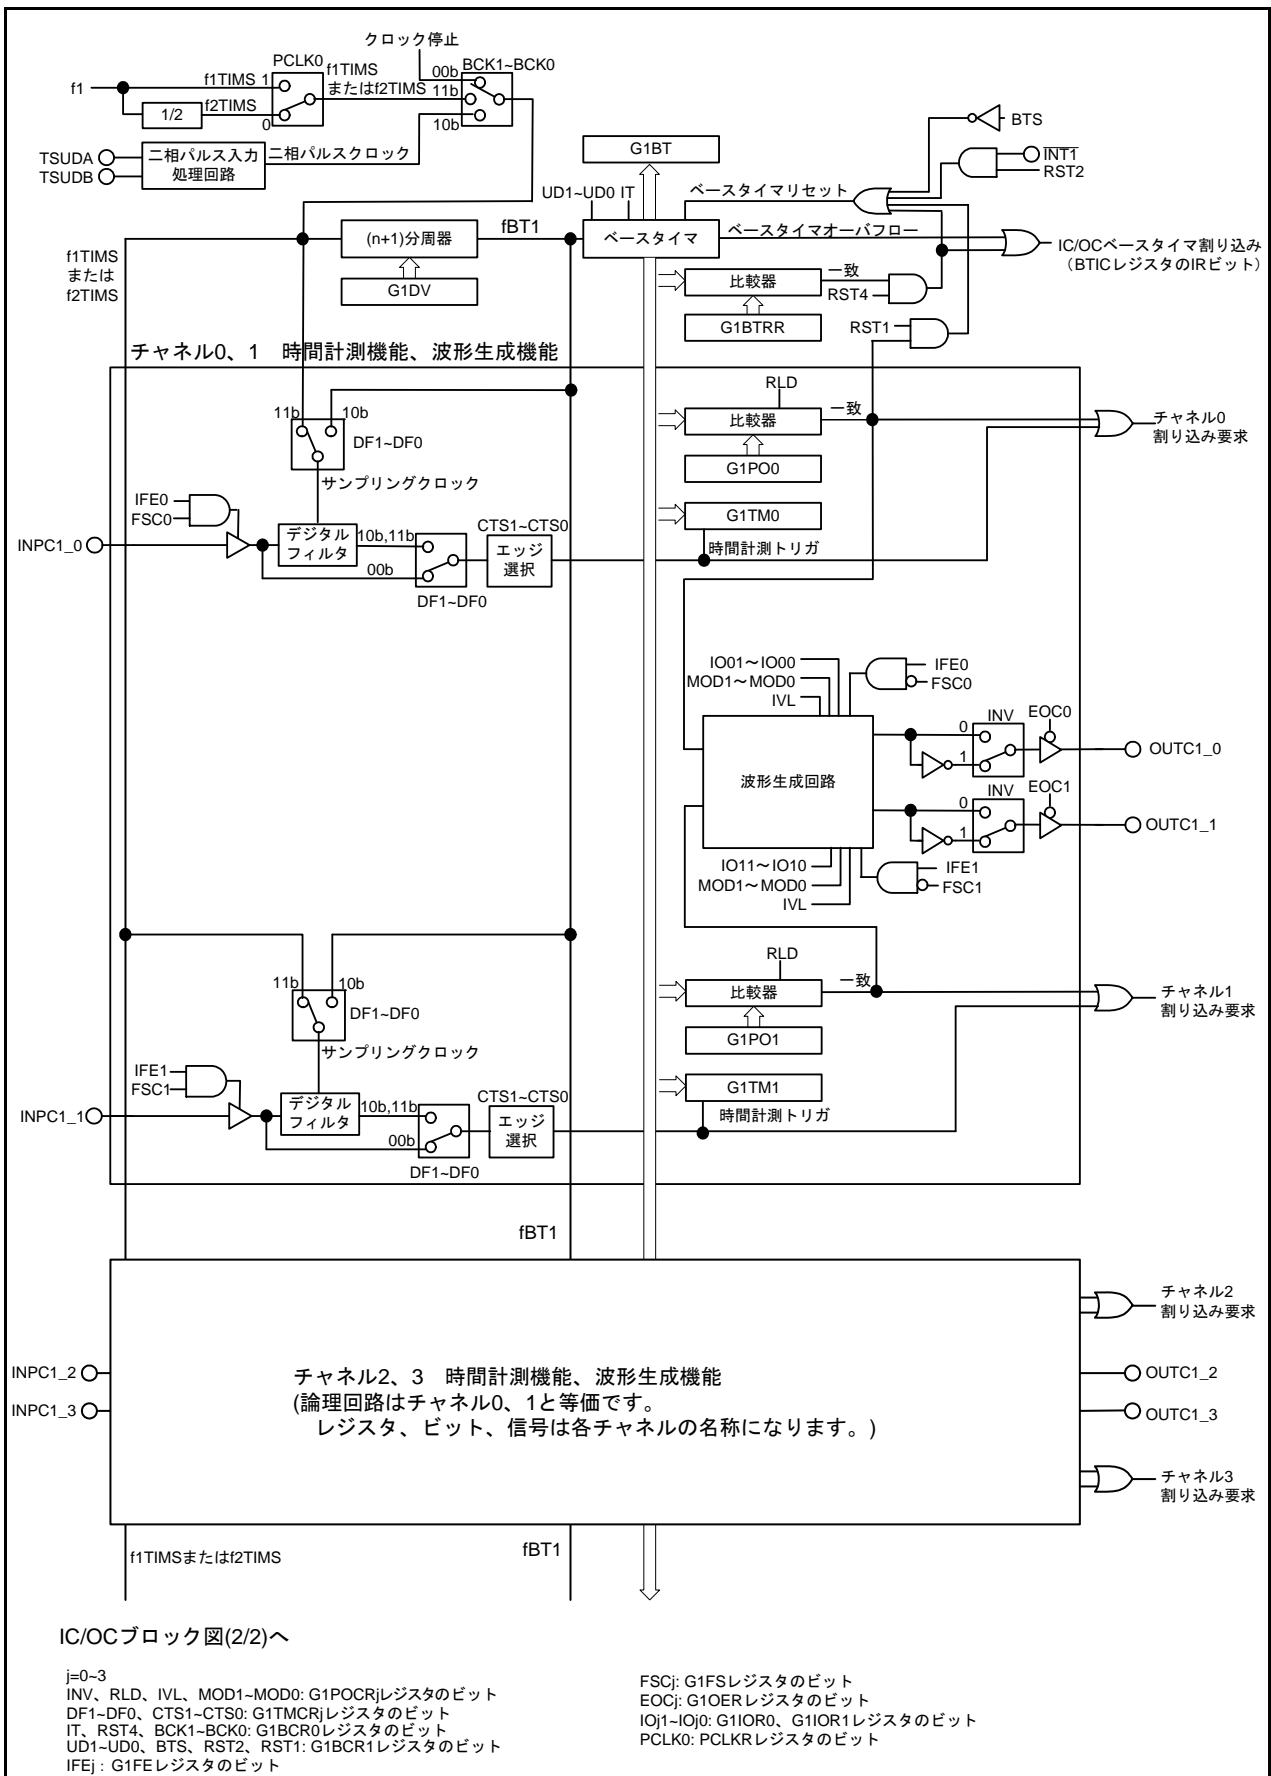 クロック停止
PCLK0
BCK1~BCK0
f1
f1TIMS 1
f1TIMS
またはf2TIMS
00b
11b
10b
1/2
f2TIMS
0
TSUDA
TSUDB
二相パルス入力
処理回路
二相パルスクロック
G1BT
BTS
INT1
RST2
UD1~UD0 IT
ベースタイマリセット
(n+1)分周器
fBT1
ベースタイマ
ベースタイマオーバフロー
IC/OCベースタイマ割り込み
(BTICレジスタのIRビット)
f1TIMS
または
f2TIMS
G1DV
比較器
一致
RST4
G1BTRR
RST1
チャネル0、1 時間計測機能、波形生成機能
11b
10b
DF1~DF0
サンプリングクロック
RLD
比較器
一致
G1PO0
チャネル0
割り込み要求
IFE0
FSC0
INPC1_0
デジタル
フィルタ
10b,11b
00b
DF1~DF0
CTS1~CTS0
エッジ
選択
G1TM0
時間計測トリガ
IO01～IO00
MOD1～MOD0
IVL
IFE0
FSC0
波形生成回路
0
1
INV
EOC0
OUTC1_0
0
1
INV
EOC1
OUTC1_1
IO11～IO10
MOD1～MOD0
IVL
IFE1
FSC1
11b
10b
DF1~DF0
サンプリングクロック
RLD
比較器
一致
G1PO1
チャネル1
割り込み要求
IFE1
FSC1
INPC1_1
デジタル
フィルタ
10b,11b
00b
DF1~DF0
CTS1~CTS0
エッジ
選択
G1TM1
時間計測トリガ
fBT1
チャネル2
割り込み要求
INPC1_2
INPC1_3
チャネル2、3 時間計測機能、波形生成機能
(論理回路はチャネル0、1と等価です。
レジスタ、ビット、信号は各チャネルの名称になります。)
OUTC1_2
OUTC1_3
チャネル3
割り込み要求
f1TIMSまたはf2TIMS
fBT1
IC/OCブロック図(2/2)へ
j=0~3
INV、RLD、IVL、MOD1~MOD0: G1POCRjレジスタのビット
DF1~DF0、CTS1~CTS0: G1TMCRjレジスタのビット
IT、RST4、BCK1~BCK0: G1BCR0レジスタのビット
UD1~UD0、BTS、RST2、RST1: G1BCR1レジスタのビット
IFEj : G1FEレジスタのビット
FSCj: G1FSレジスタのビット
EOCj: G1OERレジスタのビット
IOj1~IOj0: G1IOR0、G1IOR1レジスタのビット
PCLK0: PCLKRレジスタのビット